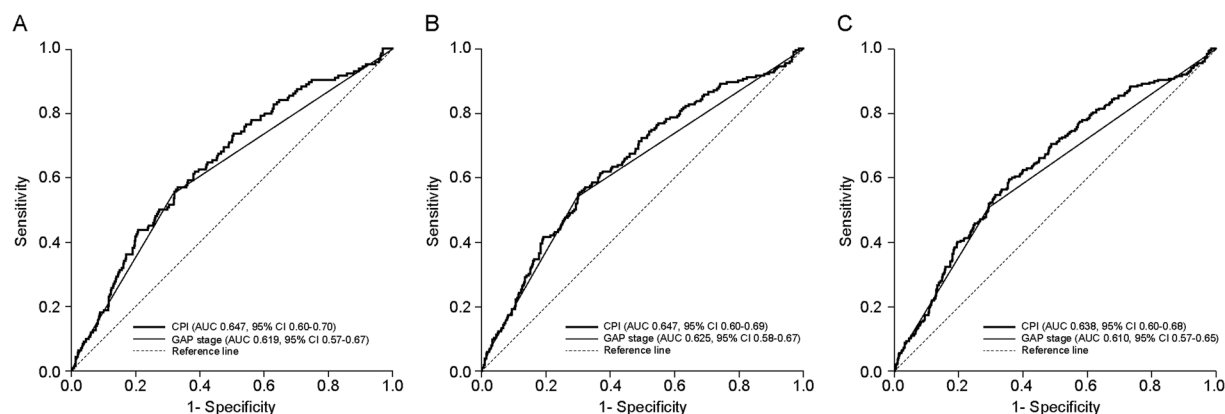 A
1.0
0.8
0.6
0.4
0.2
0.0
Sensitivity
CPI (AUC 0.647, 95% CI 0.60-0.70)
GAP stage (AUC 0.619, 95% CI 0.57-0.67)
Reference line
0.0 0.2 0.4 0.6 0.8 1.0
1- Specificity
B
1.0
0.8
0.6
0.4
0.2
0.0
Sensitivity
CPI (AUC 0.647, 95% CI 0.60-0.69)
GAP stage (AUC 0.625, 95% CI 0.58-0.67)
Reference line
0.0 0.2 0.4 0.6 0.8 1.0
1- Specificity
C
1.0
0.8
0.6
0.4
0.2
0.0
Sensitivity
CPI (AUC 0.638, 95% CI 0.60-0.68)
GAP stage (AUC 0.610, 95% CI 0.57-0.65)
Reference line
0.0 0.2 0.4 0.6 0.8 1.0
1- Specificity